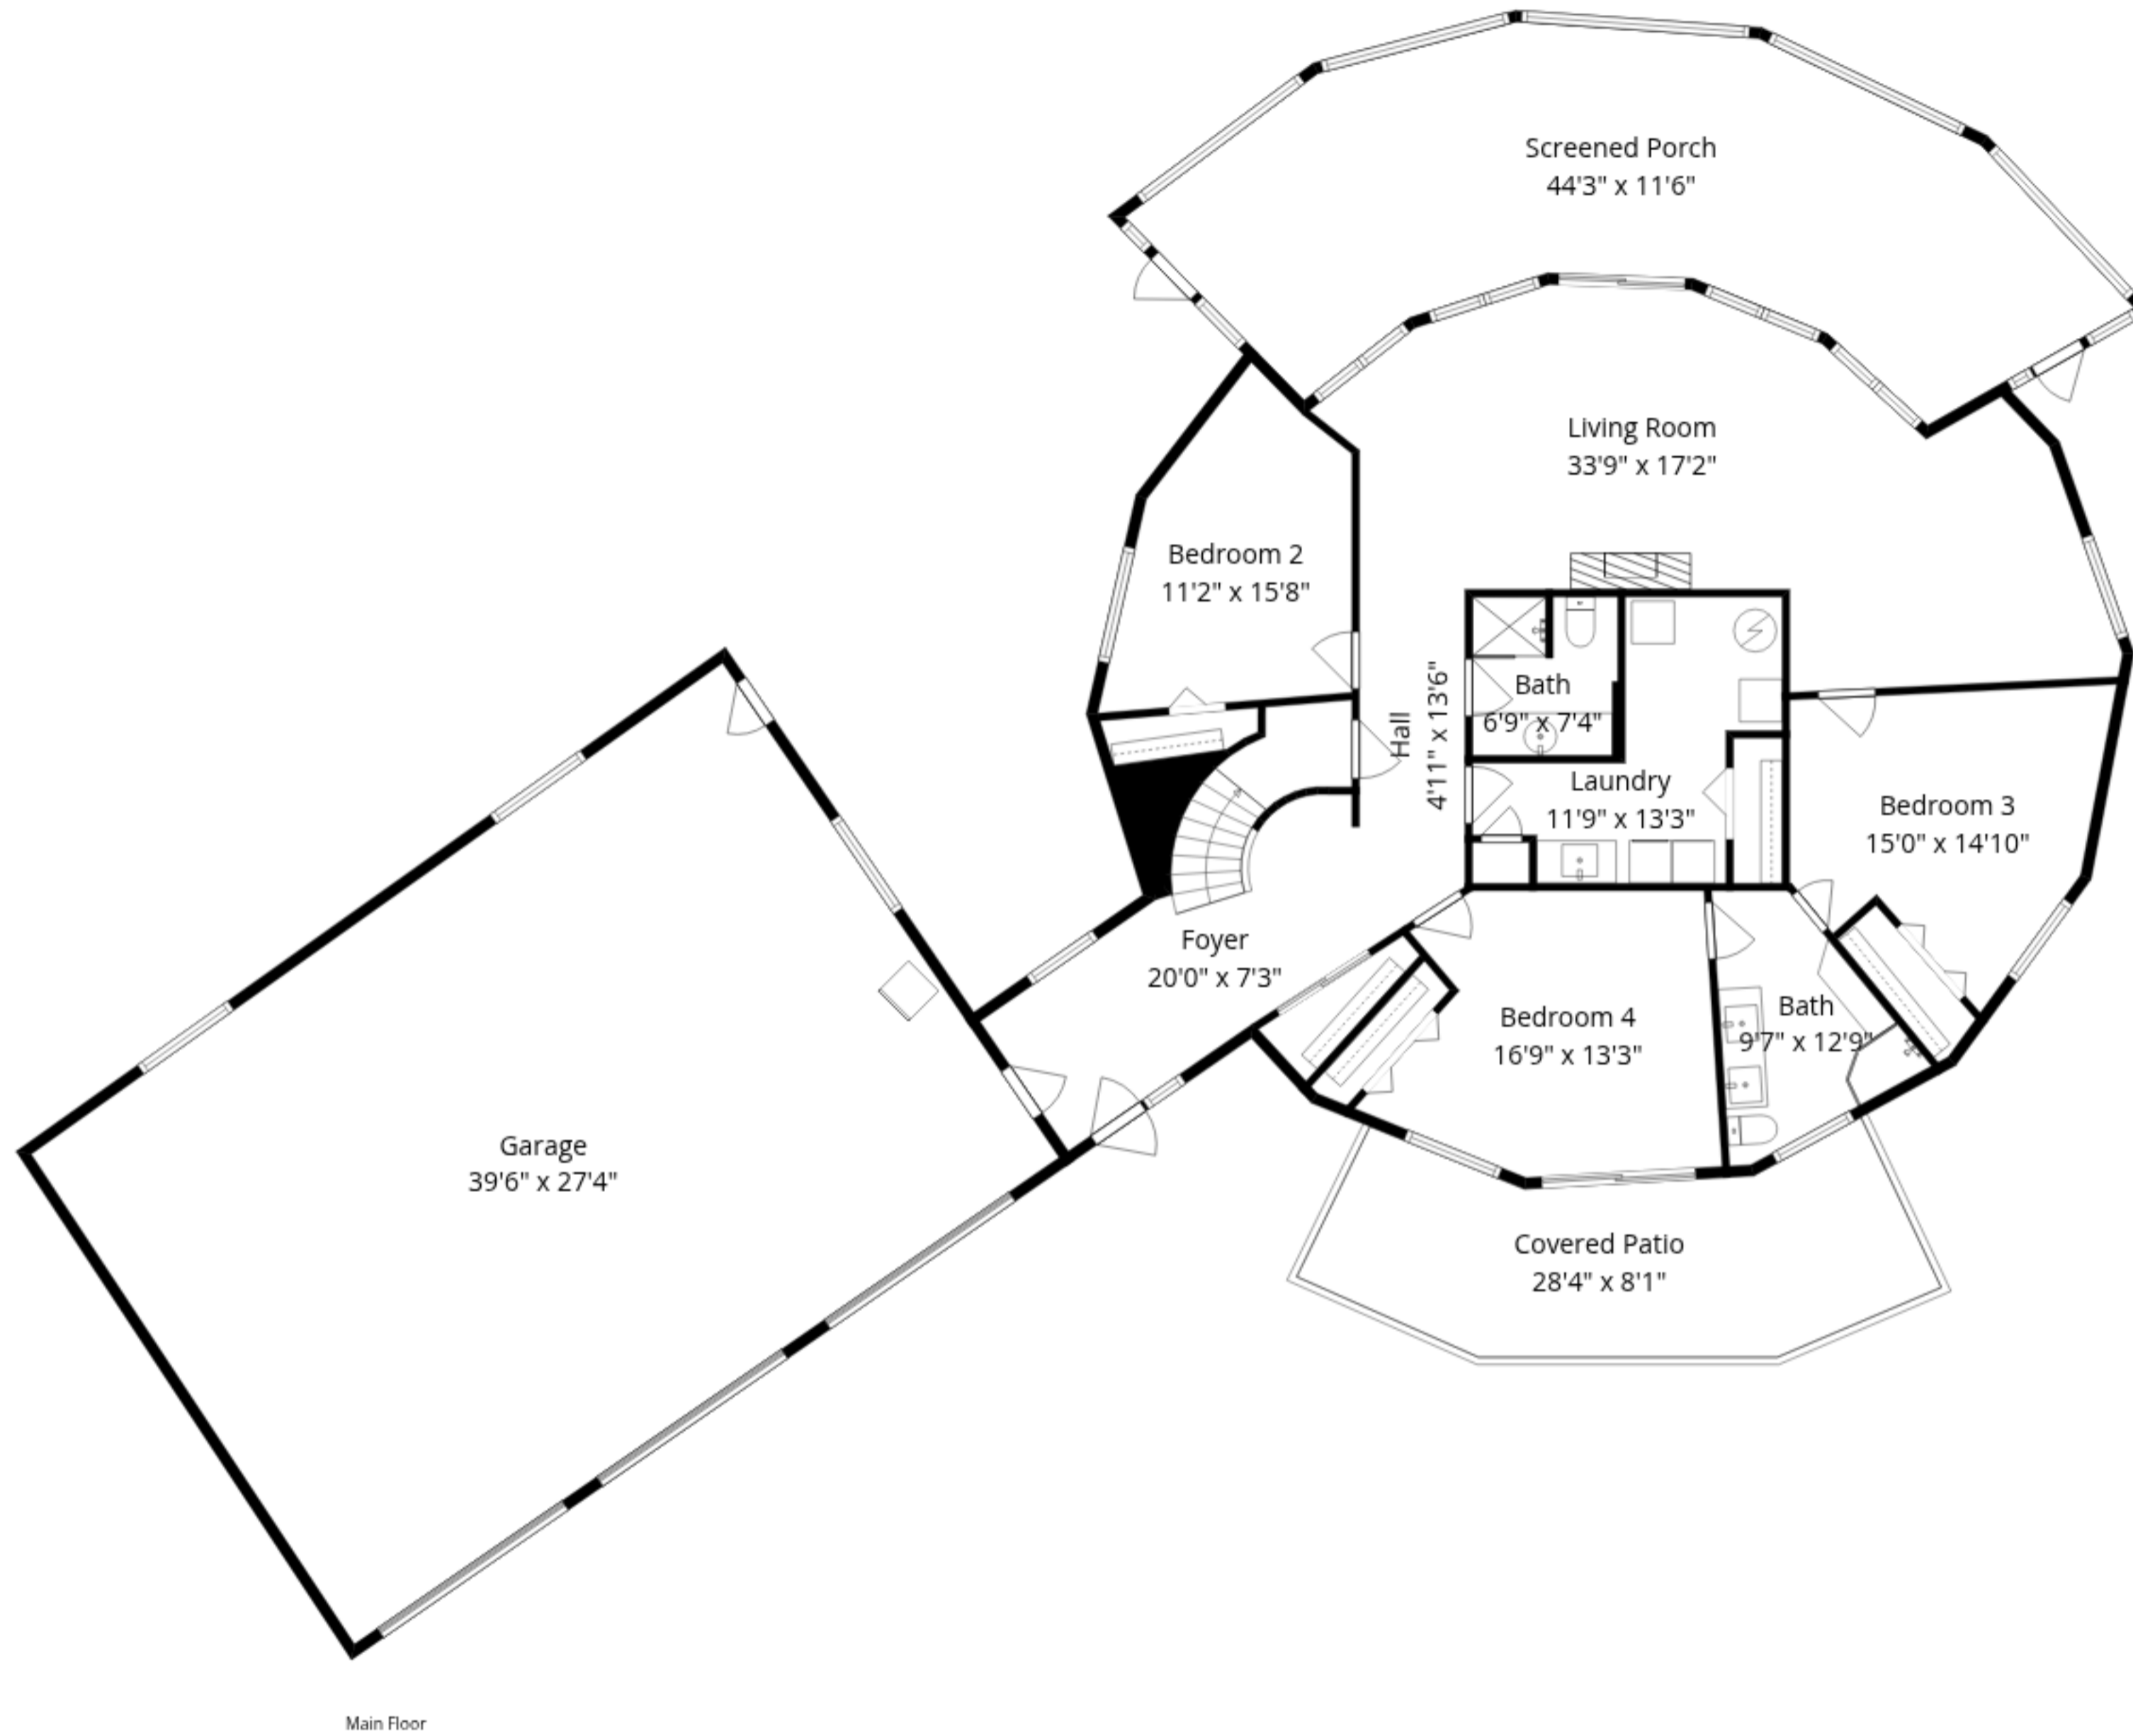 Screened Porch
44'3" x 11'6"
Living Room
33'9" x 17'2"
Bedroom 2
11'2" x 15'8"
Hall
4'11" x 13'6"
Bath
6'9" x 7'4"
Laundry
11'9" x 13'3"
Bedroom 3
15'0" x 14'10"
Foyer
20'0" x 7'3"
Bedroom 4
16'9" x 13'3"
Bath
9'7" x 12'9"
Garage
39'6" x 27'4"
Covered Patio
28'4" x 8'1"
Main Floor